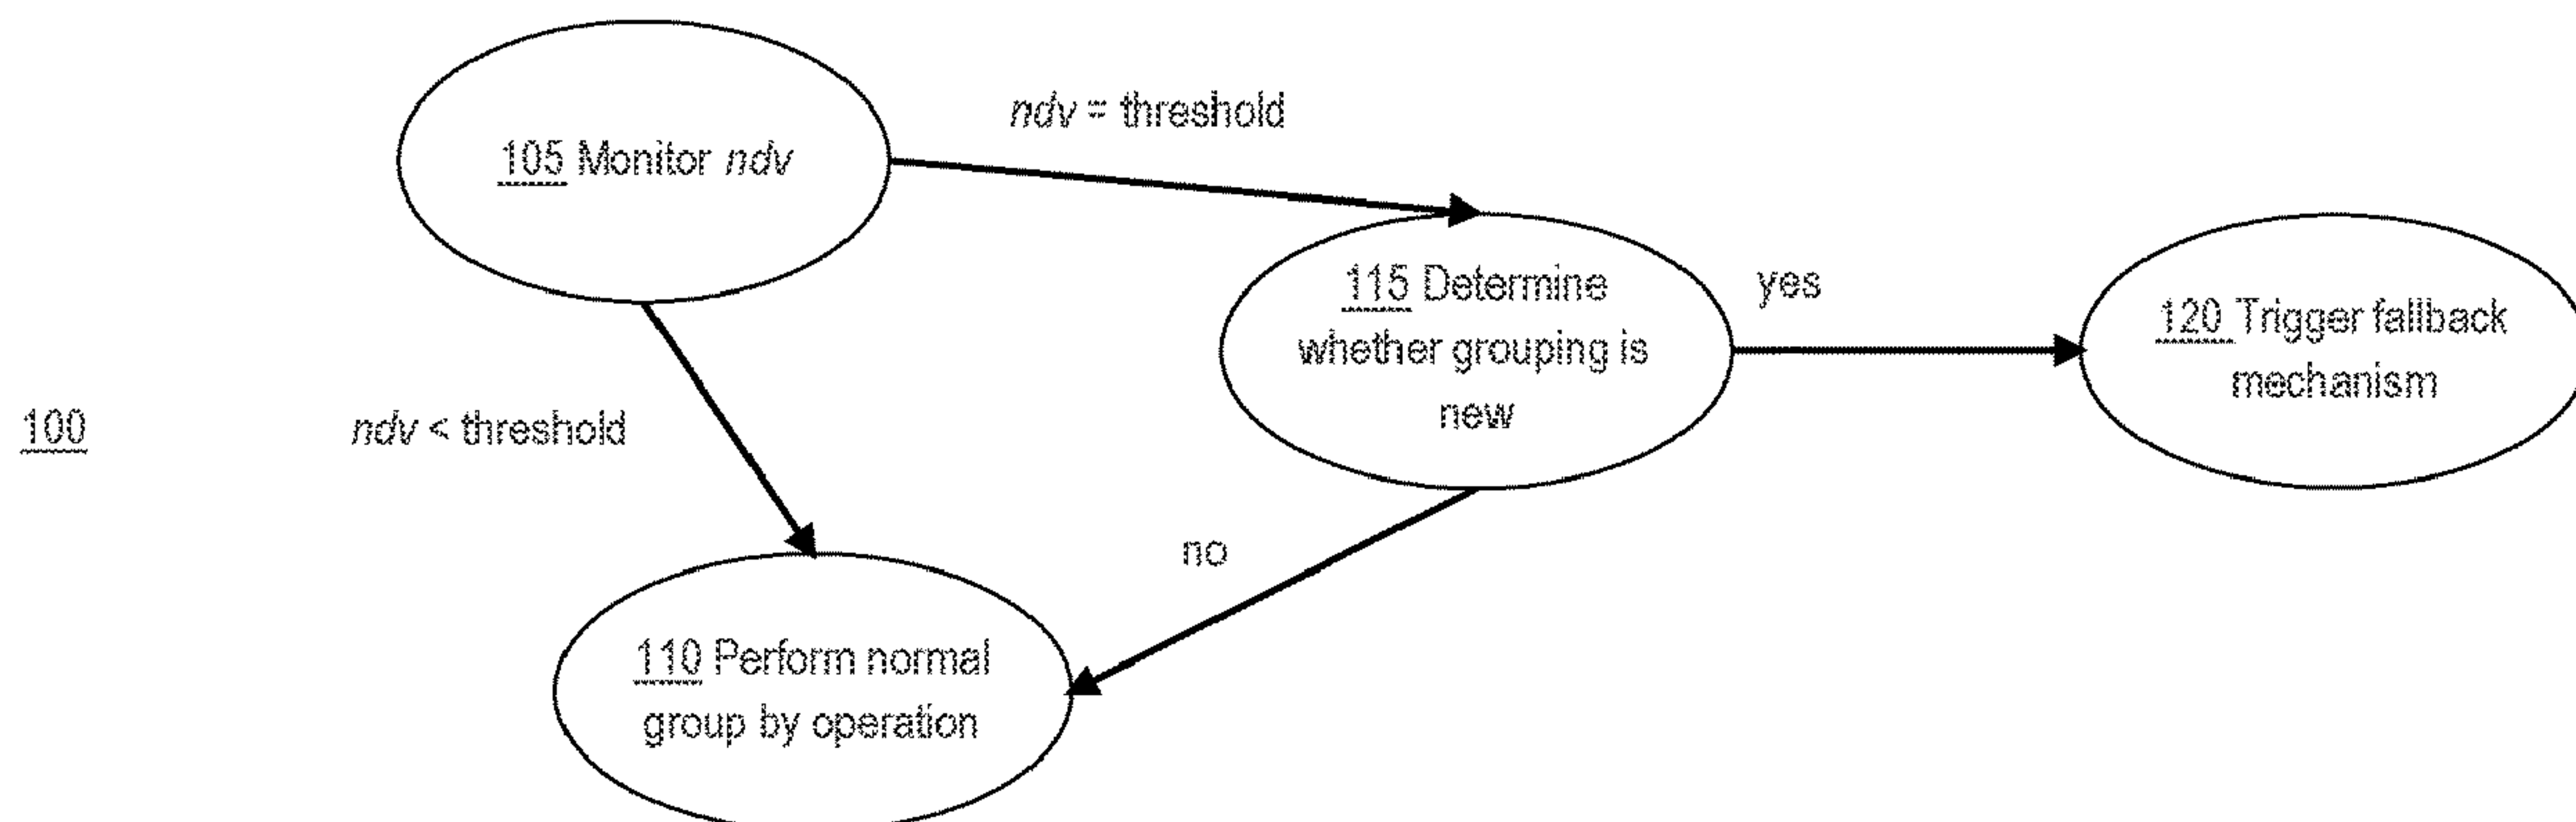 105 Monitor ndv
ndv = threshold
115 Determine
whether grouping is
new
yes
120 Trigger fallback
mechanism
100
ndv < threshold
no
110 Perform normal
group by operation